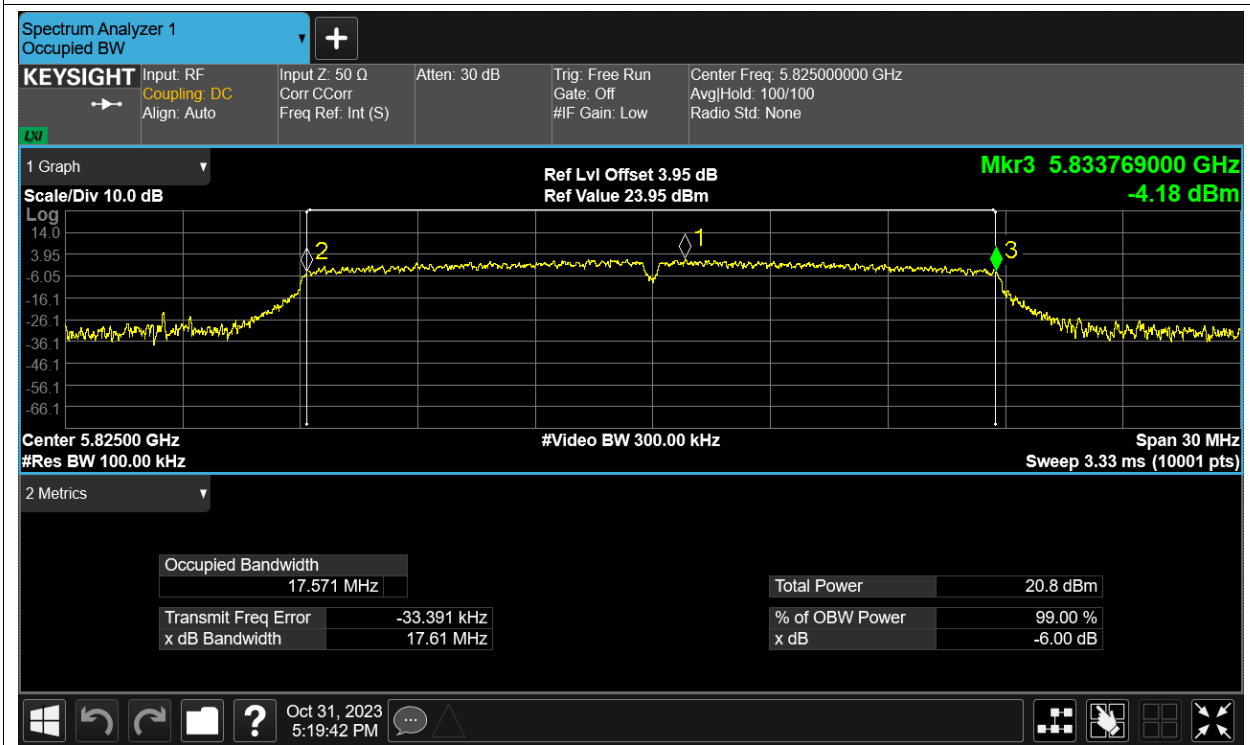 Spectrum Analyzer 1
Occupied BW
KEYSIGHT
LXI
Input: RF
Coupling: DC
Align: Auto
Input Z: 50 Ω
Corr CCorr
Freq Ref: Int (S)
Atten: 30 dB
Trig: Free Run
Gate: Off
#IF Gain: Low
Center Freq: 5.825000000 GHz
Avg|Hold: 100/100
Radio Std: None
1 Graph
Scale/Div 10.0 dB
Ref Lvl Offset 3.95 dB
Ref Value 23.95 dBm
Mkr3 5.833769000 GHz
-4.18 dBm
Log
14.0
3.95
-6.05
-16.1
-26.1
-36.1
-46.1
-56.1
-66.1
2
1
3
Center 5.82500 GHz
#Res BW 100.00 kHz
#Video BW 300.00 kHz
Span 30 MHz
Sweep 3.33 ms (10001 pts)
2 Metrics
Occupied Bandwidth
17.571 MHz
Transmit Freq Error -33.391 kHz
x dB Bandwidth 17.61 MHz
Total Power 20.8 dBm
% of OBW Power 99.00 %
x dB -6.00 dB
?
Oct 31, 2023
5:19:42 PM